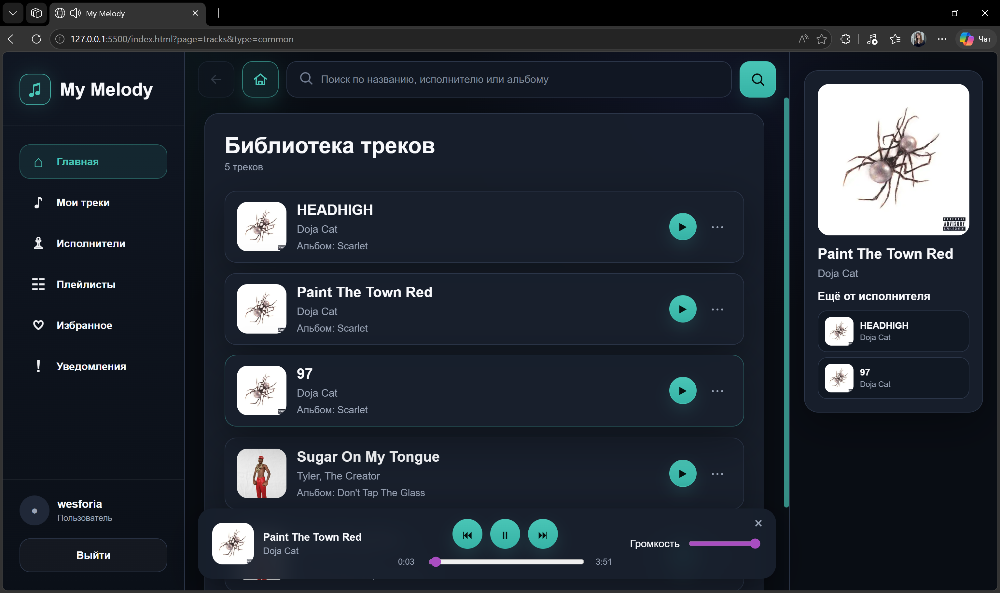 My Melody
127.0.0.1:5500/index.html?page=tracks&type=common
Чат
My Melody
Главная
Мои треки
Исполнители
Плейлисты
Избранное
Уведомления
wesforia
Пользователь
Выйти
Поиск по названию, исполнителю или альбому
Библиотека треков
5 треков
HEADHIGH
Doja Cat
Альбом: Scarlet
Paint The Town Red
Doja Cat
Альбом: Scarlet
97
Doja Cat
Альбом: Scarlet
Sugar On My Tongue
Tyler, The Creator
Альбом: Don't Tap The Glass
Paint The Town Red
Doja Cat
0:03
3:51
Громкость
PARENTAL
ADVISORY
EXPLICIT CONTENT
Paint The Town Red
Doja Cat
Ещё от исполнителя
HEADHIGH
Doja Cat
97
Doja Cat